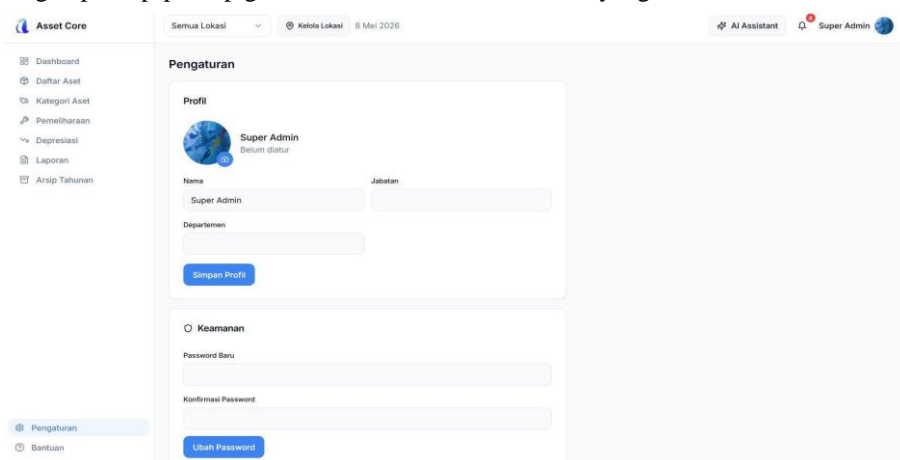 Asset Core
Semua Lokasi
Kelola Lokasi
8 Mei 2026
AI Assistant
4
Super Admin
Dashboard
Daftar Aset
Kategori Aset
Pemeliharaan
Depresiasi
Laporan
Arsip Tahunan
Pengaturan
Bantuan
Pengaturan
Profil
Super Admin
Belum diatur
Nama
Jabatan
Super Admin
Departemen
Simpan Profil
Keamanan
Password Baru
Konfirmasi Password
Ubah Password